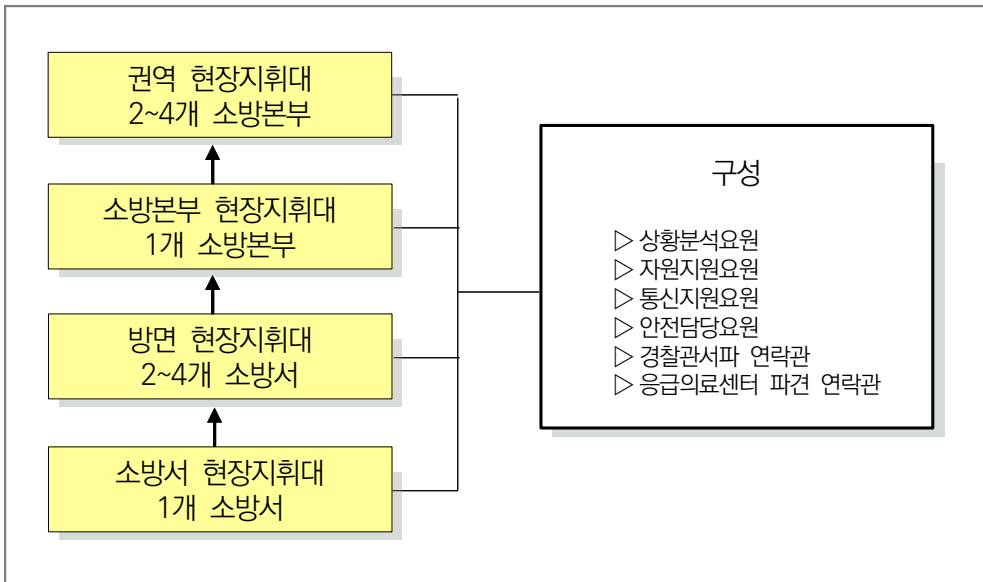 권역 현장지휘대
2~4개 소방본부
소방본부 현장지휘대
1개 소방본부
방면 현장지휘대
2~4개 소방서
소방서 현장지휘대
1개 소방서
구성
▷ 상황분석요원
▷ 자원지원요원
▷ 통신지원요원
▷ 안전담당요원
▷ 경찰관서파 연락관
▷ 응급의료센터 파견 연락관